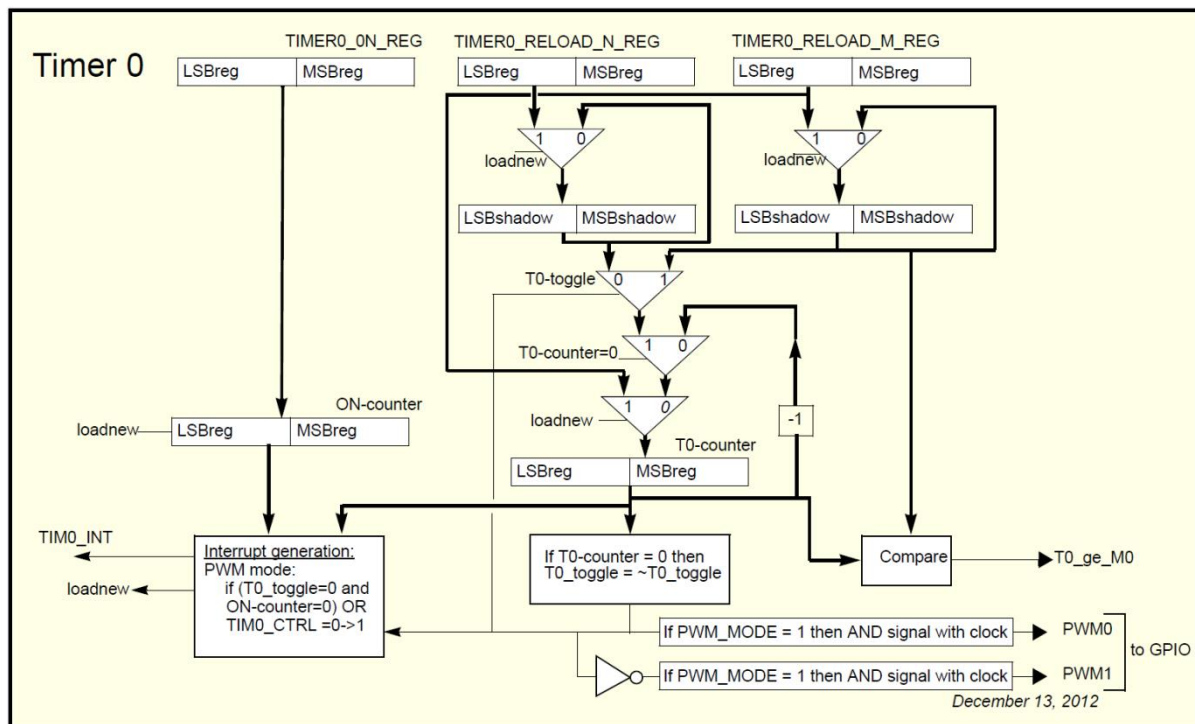 Timer 0
TIMER0_0N_REG
TIMER0_RELOAD_N_REG
TIMER0_RELOAD_M_REG
LSBreg MSBreg
LSBreg MSBreg
LSBreg MSBreg
1 0
loadnew
1 0
loadnew
LSBshadow MSBshadow
LSBshadow MSBshadow
T0-toggle
0 1
T0-counter=0
1 0
loadnew
1 0
-1
ON-counter
loadnew
LSBreg MSBreg
T0-counter
LSBreg MSBreg
TIM0_INT
loadnew
Interrupt generation:
PWM mode:
if (T0_toggle=0 and
ON-counter=0) OR
TIM0_CTRL =0->1
If T0-counter = 0 then
T0_toggle = ~T0_toggle
Compare
T0_ge_M0
If PWM_MODE = 1 then AND signal with clock
PWM0
If PWM_MODE = 1 then AND signal with clock
PWM1
to GPIO
December 13, 2012